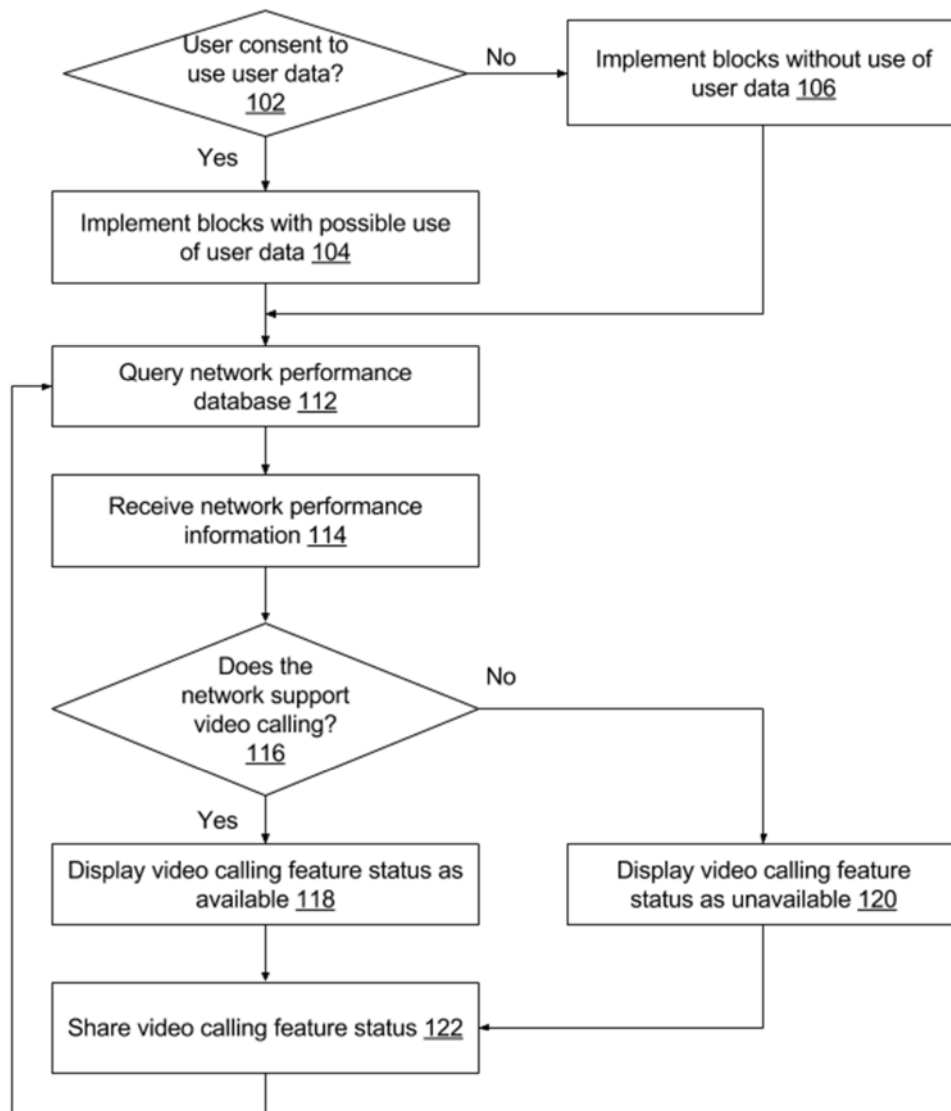 User consent to
use user data?
102
No
Implement blocks without use of
user data 106
Yes
Implement blocks with possible use
of user data 104
Query network performance
database 112
Receive network performance
information 114
Does the
network support
video calling?
116
No
Yes
Display video calling feature status as
available 118
Display video calling feature
status as unavailable 120
Share video calling feature status 122